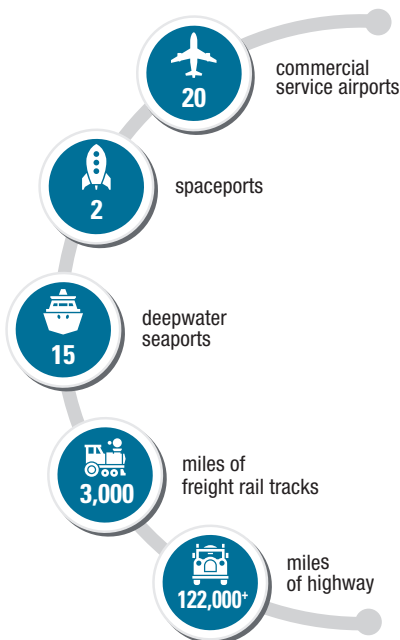 20
commercial
service airports
2
spaceports
15
deepwater
seaports
3,000
miles of
freight rail tracks
122,000+
miles
of highway